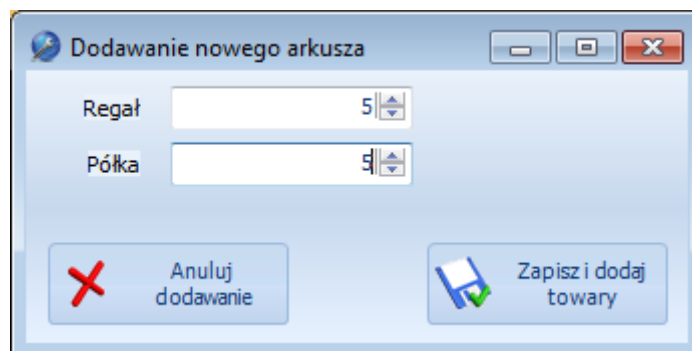 Dodawanie nowego arkusza
Regał 5
Półka 5
Anuluj
dodawanie
Zapisz i dodaj
towary